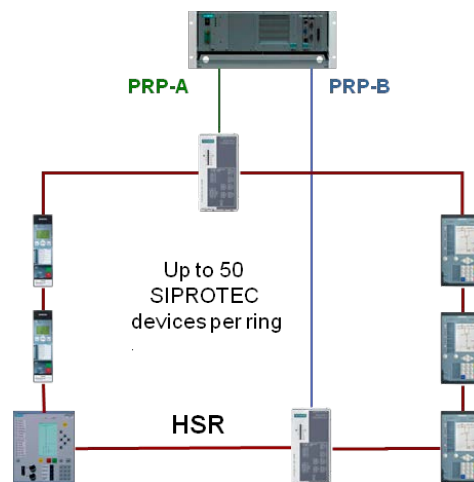 PRP-A PRP-B
Up to 50
SIPROTEC
devices per ring
.
HSR